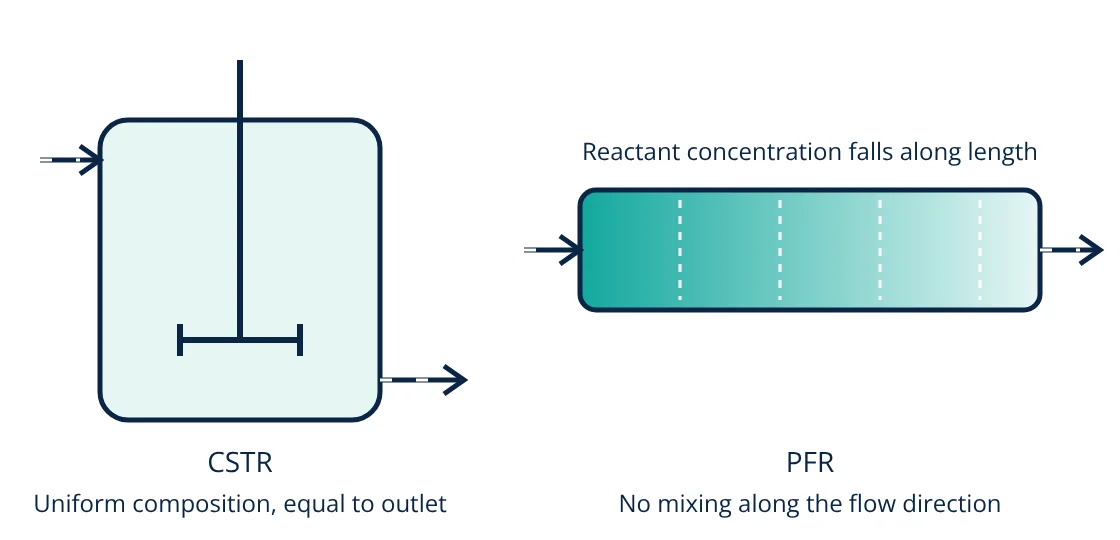 Reactant concentration falls along length
CSTR
Uniform composition, equal to outlet
PFR
No mixing along the flow direction